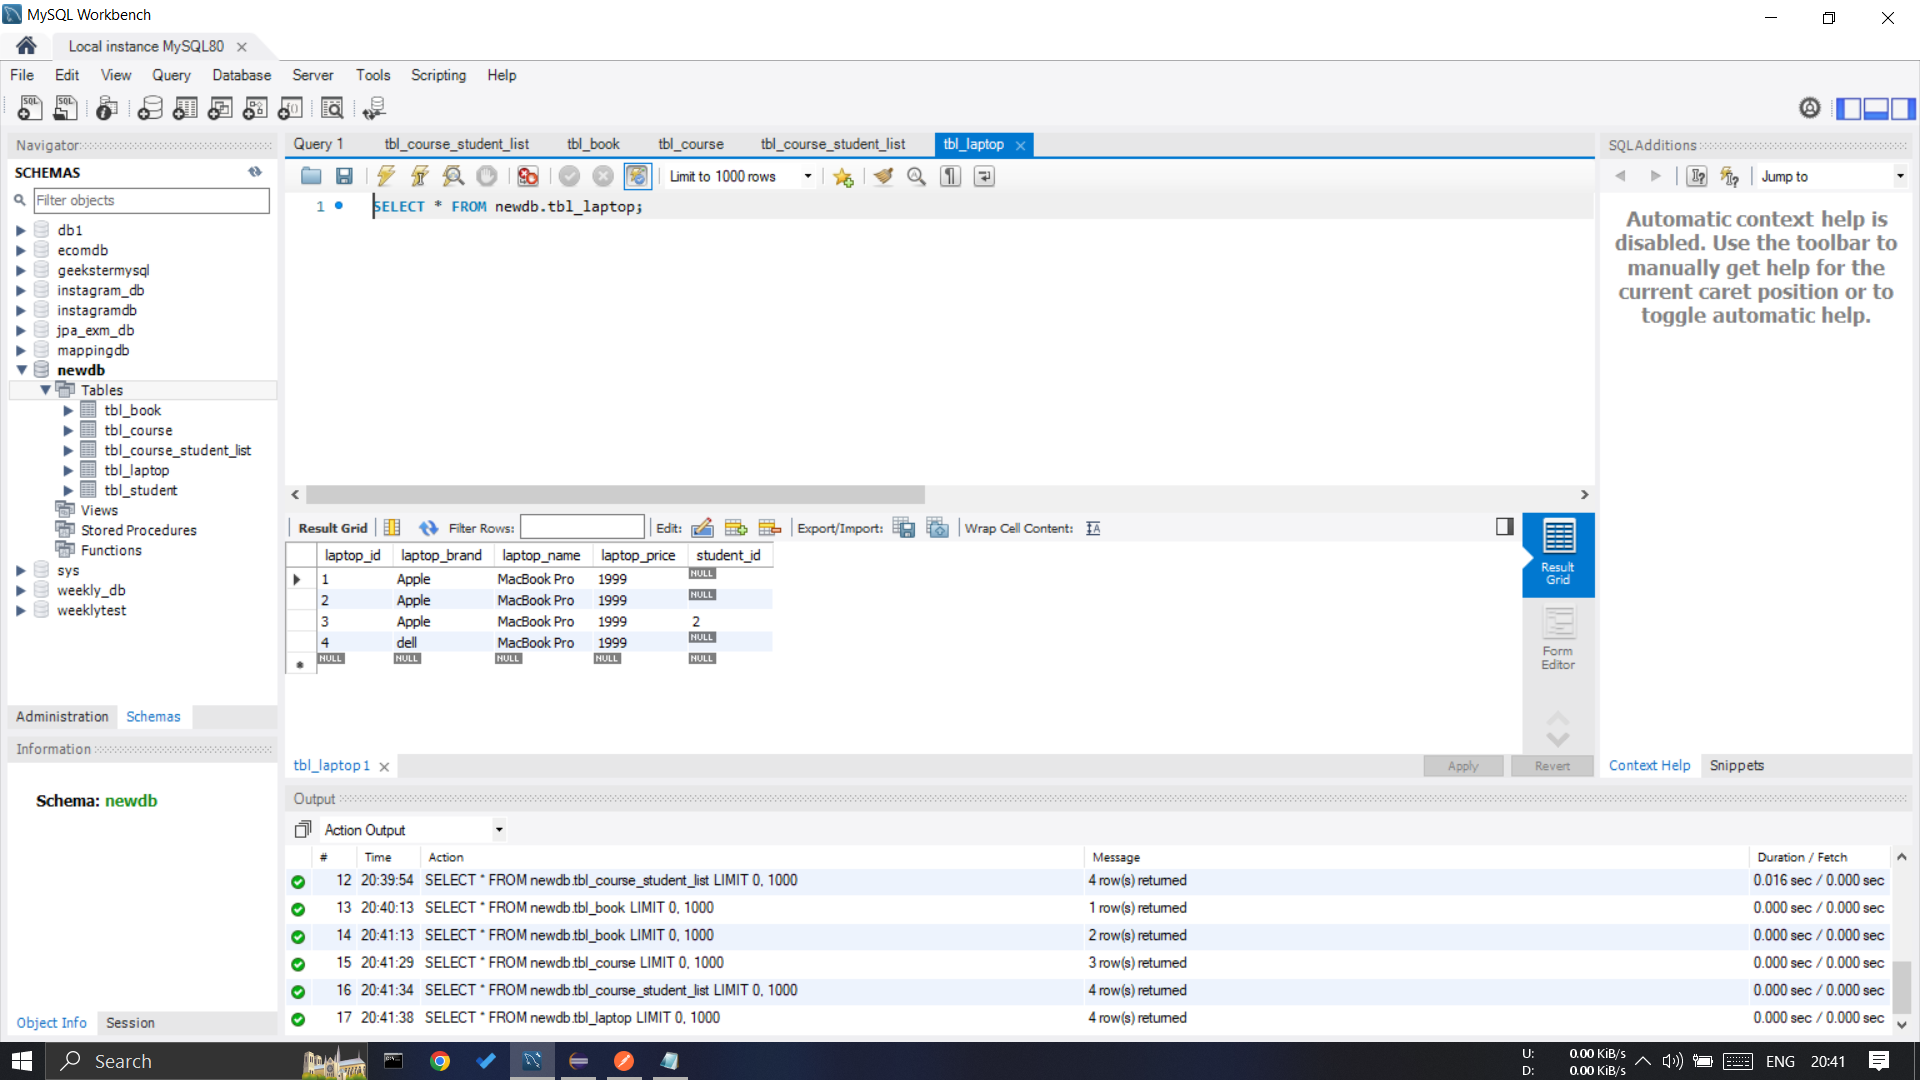 MySQL Workbench
Local instance MySQL80
File Edit View Query Database Server Tools Scripting Help
Navigator
SCHEMAS
Filter objects
db1
ecomdb
geekstermysql
instagram_db
instagramdb
jpa_exm_db
mappingdb
newdb
Tables
tbl_book
tbl_course
tbl_course_student_list
tbl_laptop
tbl_student
Views
Stored Procedures
Functions
sys
weekly_db
weeklytest
Administration Schemas
Information
Schema: newdb
Object Info Session
Query 1 tbl_course_student_list tbl_book tbl_course tbl_course_student_list tbl_laptop
Limit to 1000 rows
1 SELECT * FROM newdb.tbl_laptop;
Result Grid Filter Rows: Edit: Export/Import: Wrap Cell Content:
laptop_id laptop_brand laptop_name laptop_price student_id
1 Apple MacBook Pro 1999 NULL
2 Apple MacBook Pro 1999 NULL
3 Apple MacBook Pro 1999 2
4 dell MacBook Pro 1999 NULL
NULL NULL NULL NULL NULL
Result
Grid
Form
Editor
tbl_laptop 1
Apply Revert
SQLAdditions
Jump to
Automatic context help is
disabled. Use the toolbar to
manually get help for the
current caret position or to
toggle automatic help.
Context Help Snippets
Output
Action Output
# Time Action Message Duration / Fetch
12 20:39:54 SELECT * FROM newdb.tbl_course_student_list LIMIT 0, 1000 4 row(s) returned 0.016 sec / 0.000 sec
13 20:40:13 SELECT * FROM newdb.tbl_book LIMIT 0, 1000 1 row(s) returned 0.000 sec / 0.000 sec
14 20:41:13 SELECT * FROM newdb.tbl_book LIMIT 0, 1000 2 row(s) returned 0.000 sec / 0.000 sec
15 20:41:29 SELECT * FROM newdb.tbl_course LIMIT 0, 1000 3 row(s) returned 0.000 sec / 0.000 sec
16 20:41:34 SELECT * FROM newdb.tbl_course_student_list LIMIT 0, 1000 4 row(s) returned 0.000 sec / 0.000 sec
17 20:41:38 SELECT * FROM newdb.tbl_laptop LIMIT 0, 1000 4 row(s) returned 0.000 sec / 0.000 sec
Search
U: 0.00 KiB/s
D: 0.00 KiB/s
ENG 20:41